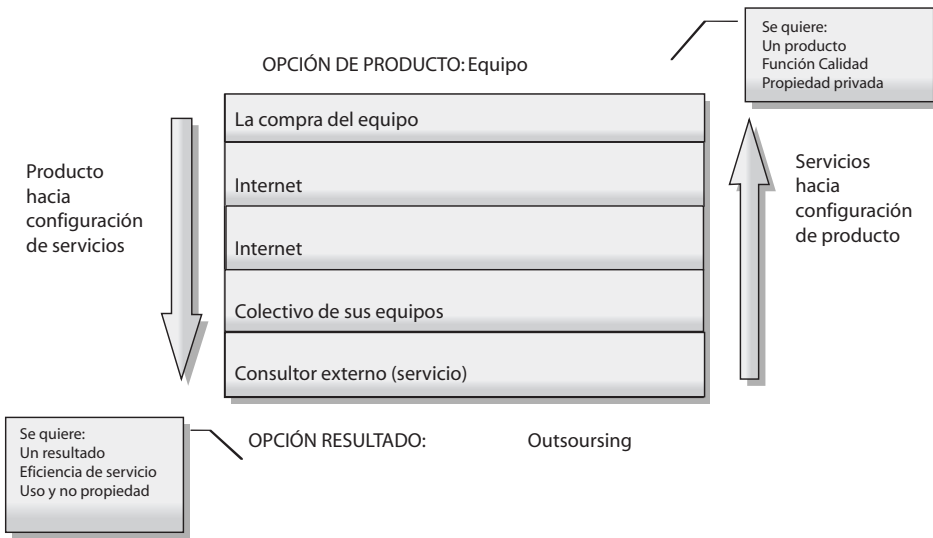 Se quiere:
Un producto
Función Calidad
Propiedad privada
OPCIÓN DE PRODUCTO: Equipo
La compra del equipo
Internet
Internet
Colectivo de sus equipos
Consultor externo (servicio)
Producto
hacia
configuración
de servicios
Servicios
hacia
configuración
de producto
Se quiere:
Un resultado
Eficiencia de servicio
Uso y no propiedad
OPCIÓN RESULTADO: Outsoursing